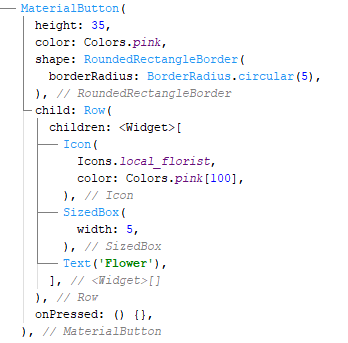 MaterialButton(
  height: 35,
  color: Colors.pink,
  shape: RoundedRectangleBorder(
    borderRadius: BorderRadius.circular(5),
  ), // RoundedRectangleBorder
  child: Row(
    children: <Widget>[
      Icon(
        Icons.local_florist,
        color: Colors.pink[100],
      ), // Icon
      SizedBox(
        width: 5,
      ), // SizedBox
      Text('Flower'),
    ], // <Widget>[]
  ), // Row
  onPressed: () {},
), // MaterialButton